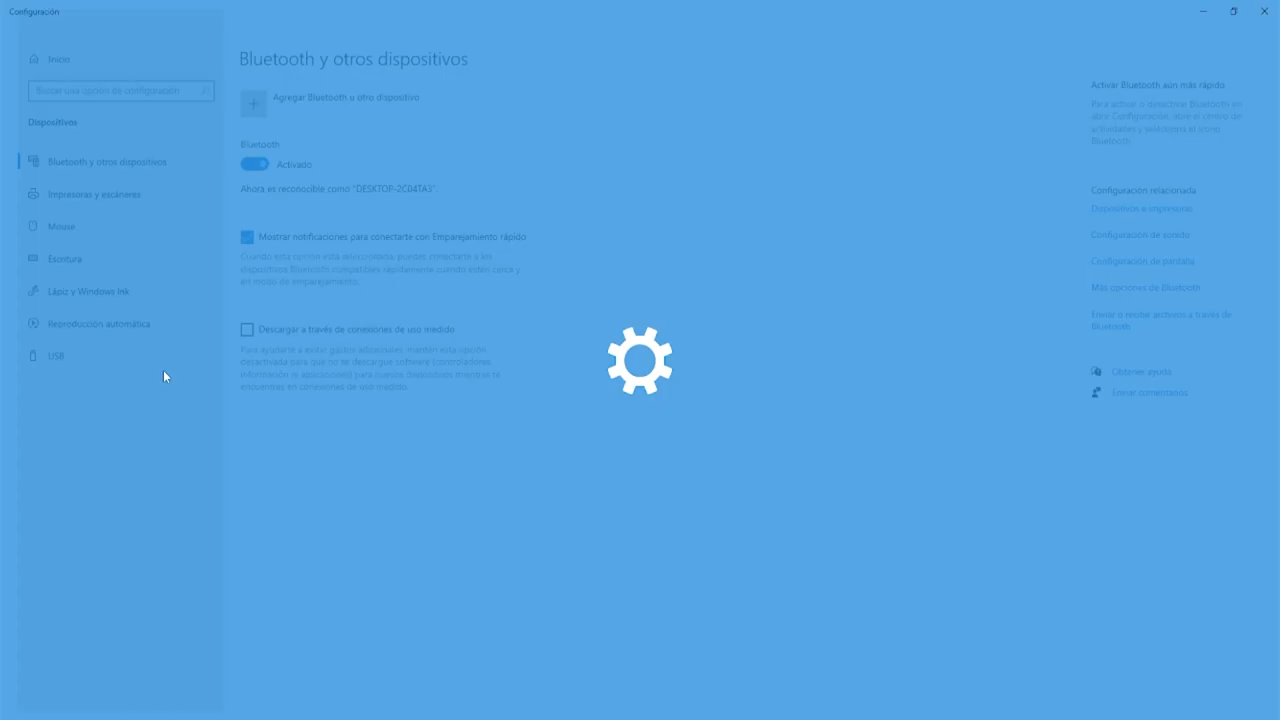 Configuración
Inicio
Buscar una opción de configuración
Dispositivos
Bluetooth y otros dispositivos
Impresoras y escáneres
Mouse
Escritura
Lápiz y Windows Ink
Reproducción automática
USB
Bluetooth y otros dispositivos
Agregar Bluetooth u otro dispositivo
Bluetooth
Activado
Ahora es reconocible como "DESKTOP-2C04TA3".
Mostrar notificaciones para conectarte con Emparejamiento rápido
Cuando esta opción está seleccionada, puedes conectarte a los
dispositivos Bluetooth compatibles rápidamente cuando estén cerca y
en modo de emparejamiento.
Descargar a través de conexiones de uso medido
Para ayudarte a evitar gastos adicionales, mantén esta opción
desactivada para que no se descargue software (controladores,
información y aplicaciones) para nuevos dispositivos mientras te
encuentres en conexiones de uso medido.
Activar Bluetooth aún más rápido
Para activar o desactivar Bluetooth sin
abrir Configuración, abre el centro de
actividades y selecciona el icono
Bluetooth.
Configuración relacionada
Dispositivos e impresoras
Configuración de sonido
Configuración de pantalla
Más opciones de Bluetooth
Enviar o recibir archivos a través de
Bluetooth
Obtener ayuda
Enviar comentarios